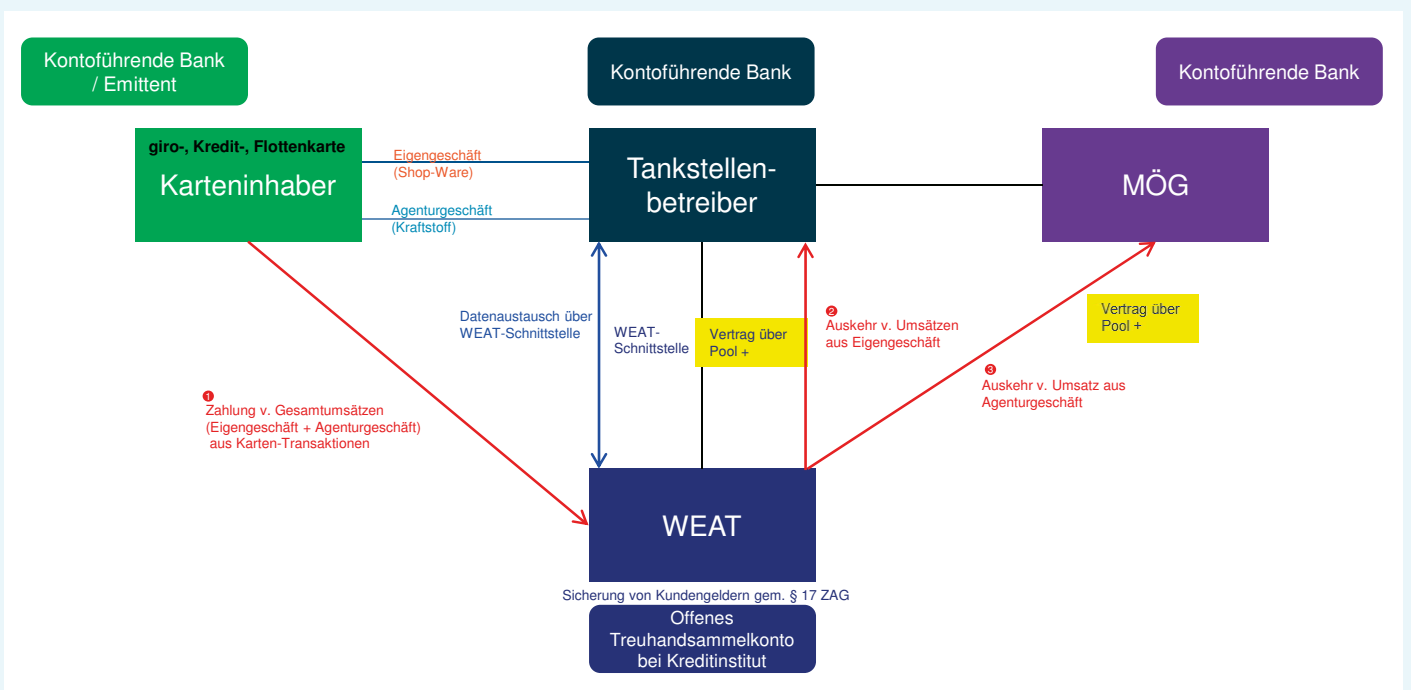 Kontoführende Bank
/ Emittent
Kontoführende Bank
Kontoführende Bank
giro-, Kredit-, Flottenkarte
Karteninhaber
Eigengeschäft
(Shop-Ware)
Agenturgeschäft
(Kraftstoff)
Tankstellen-
betreiber
MÖG
Datenaustausch über
WEAT-Schnittstelle
WEAT-
Schnittstelle
Vertrag über
Pool +
❷
Auskehr v. Umsätzen
aus Eigengeschäft
Vertrag über
Pool +
❸
Auskehr v. Umsatz aus
Agenturgeschäft
❶
Zahlung v. Gesamtumsätzen
(Eigengeschäft + Agenturgeschäft)
aus Karten-Transaktionen
WEAT
Sicherung von Kundengeldern gem. § 17 ZAG
Offenes
Treuhandsammelkonto
bei Kreditinstitut